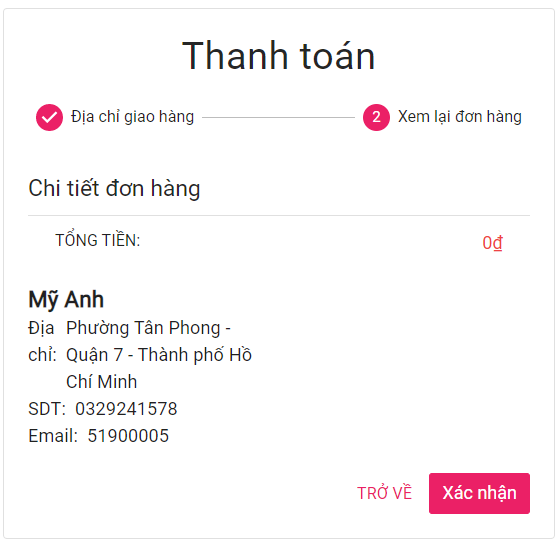 Thanh toán
Địa chỉ giao hàng
2 Xem lại đơn hàng
Chi tiết đơn hàng
TỔNG TIỀN: 0₫
Mỹ Anh
Địa chỉ: Phường Tân Phong -
Quận 7 - Thành phố Hồ
Chí Minh
SDT: 0329241578
Email: 51900005
TRỞ VỀ Xác nhận